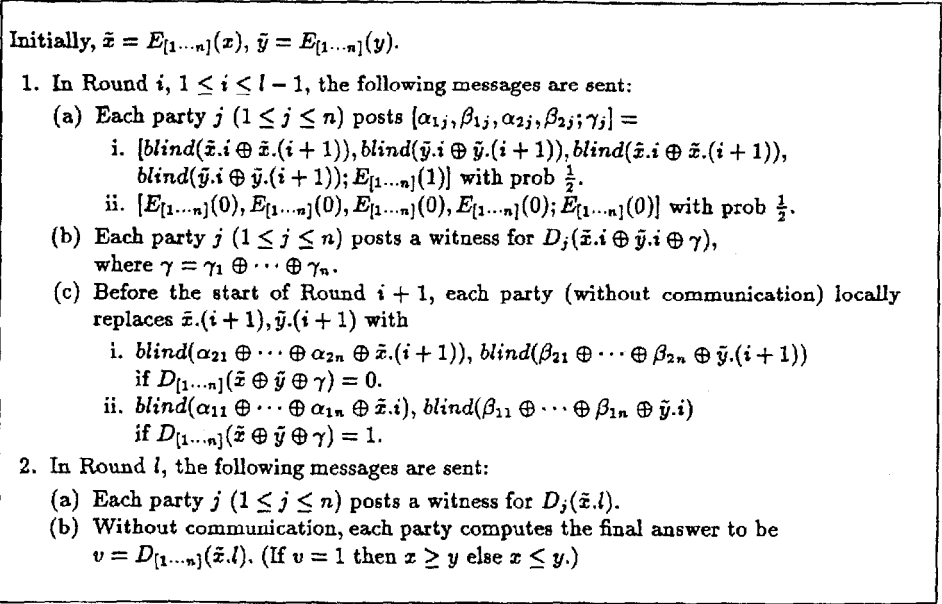 Initially, x̃ = E_{[1⋯n]}(x), ỹ = E_{[1⋯n]}(y).
1. In Round i, 1 ≤ i ≤ l − 1, the following messages are sent:
(a) Each party j (1 ≤ j ≤ n) posts [α_{1j}, β_{1j}, α_{2j}, β_{2j}; γ_j] =
i. [blind(x̃.i ⊕ x̃.(i + 1)), blind(ỹ.i ⊕ ỹ.(i + 1)), blind(x̃.i ⊕ x̃.(i + 1)),
blind(ỹ.i ⊕ ỹ.(i + 1)); E_{[1⋯n]}(1)] with prob 1/2.
ii. [E_{[1⋯n]}(0), E_{[1⋯n]}(0), E_{[1⋯n]}(0), E_{[1⋯n]}(0); E_{[1⋯n]}(0)] with prob 1/2.
(b) Each party j (1 ≤ j ≤ n) posts a witness for D_j(x̃.i ⊕ ỹ.i ⊕ γ),
where γ = γ_1 ⊕ ⋯ ⊕ γ_n.
(c) Before the start of Round i + 1, each party (without communication) locally
replaces x̃.(i + 1), ỹ.(i + 1) with
i. blind(α_{21} ⊕ ⋯ ⊕ α_{2n} ⊕ x̃.(i + 1)), blind(β_{21} ⊕ ⋯ ⊕ β_{2n} ⊕ ỹ.(i + 1))
if D_{[1⋯n]}(x̃ ⊕ ỹ ⊕ γ) = 0.
ii. blind(α_{11} ⊕ ⋯ ⊕ α_{1n} ⊕ x̃.i), blind(β_{11} ⊕ ⋯ ⊕ β_{1n} ⊕ ỹ.i)
if D_{[1⋯n]}(x̃ ⊕ ỹ ⊕ γ) = 1.
2. In Round l, the following messages are sent:
(a) Each party j (1 ≤ j ≤ n) posts a witness for D_j(x̃.l).
(b) Without communication, each party computes the final answer to be
v = D_{[1⋯n]}(x̃.l). (If v = 1 then x ≥ y else x ≤ y.)